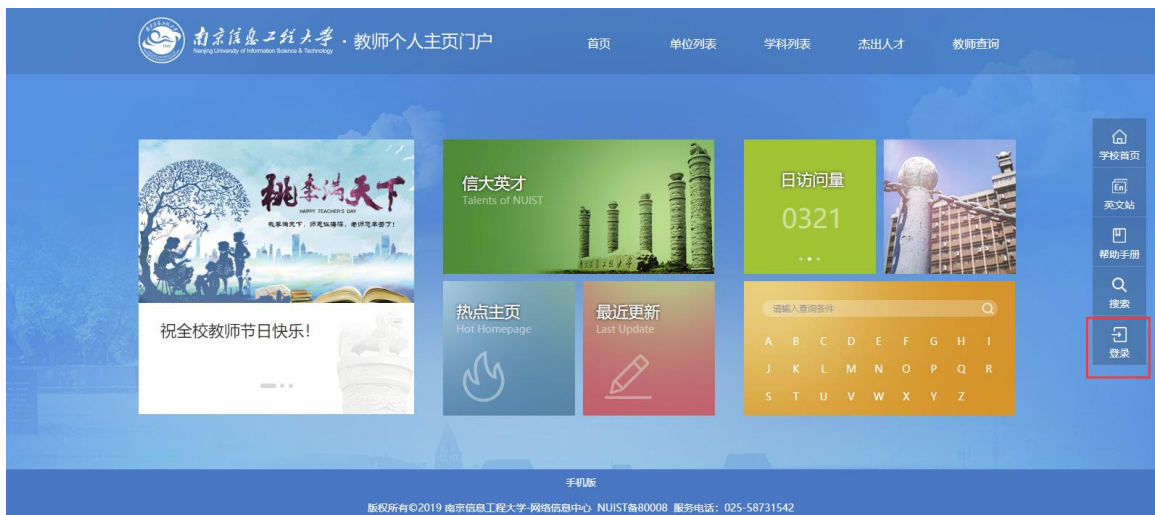 南京信息工程大学·教师个人主页门户
Nanjing University of Information Science & Technology
首页 单位列表 学科列表 杰出人才 教师查询
桃李满天下
HAPPY TEACHER'S DAY
祝全校教师节日快乐!
信大英才
Talents of NUIST
日访问量
0321
热点主页
Hot Homepage
最近更新
Last Update
请输入查询条件
A B C D E F G H I
J K L M N O P Q R
S T U V W X Y Z
学校首页
En
英文站
帮助手册
搜索
登录
手机版
版权所有©2019 南京信息工程大学-网络信息中心 NUIST备80008 服务电话：025-58731542